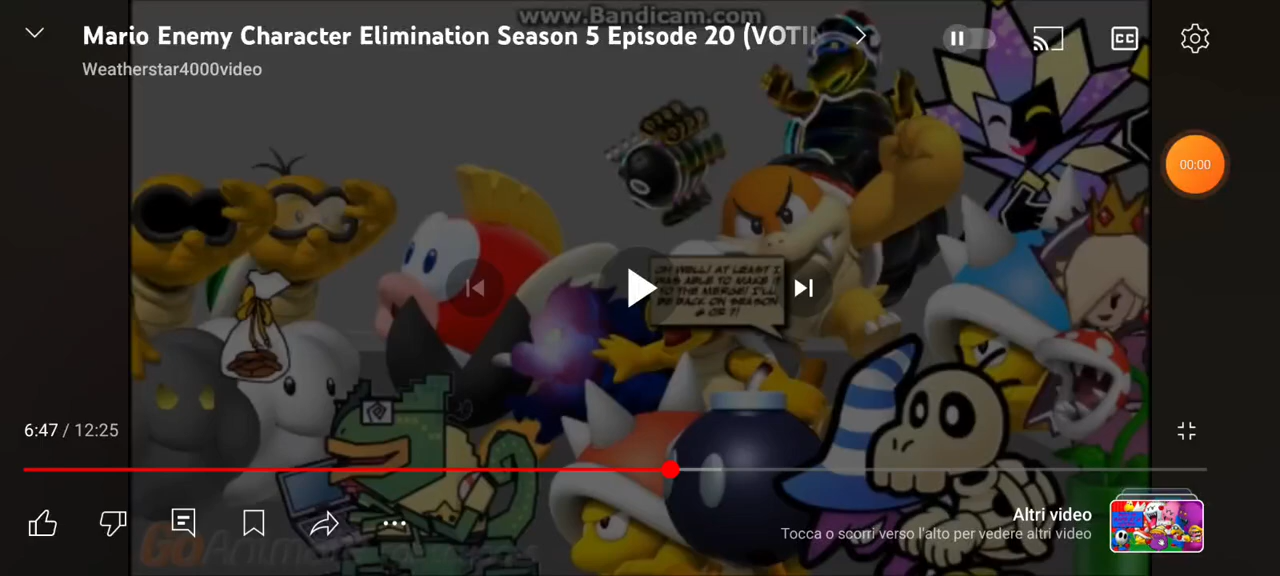 www.Bandicam.com
Mario Enemy Character Elimination Season 5 Episode 20 (VOTI
Weatherstar4000video
CC
00:00
OH WELL! AT LEAST I
WAS ABLE TO MAKE IT
TO THE MERGE! I'LL
BE BACK ON SEASON
6 OR 7!
6:47 / 12:25
Altri video
Tocca o scorri verso l'alto per vedere altri video
GoAnimate